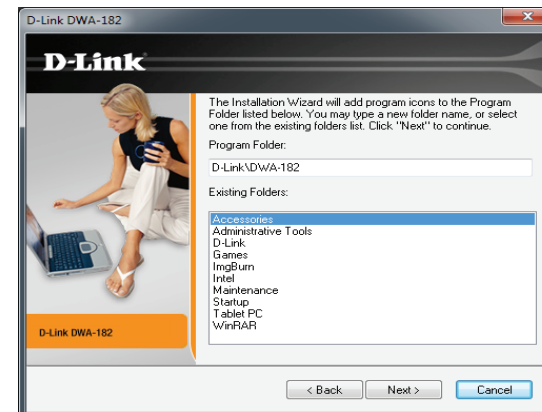 D-Link DWA-182
D-Link
The Installation Wizard will add program icons to the Program
Folder listed below. You may type a new folder name, or select
one from the existing folders list. Click "Next" to continue.
Program Folder:
D-Link\DWA-182
Existing Folders:
Accessories
Administrative Tools
D-Link
Games
ImgBurn
Intel
Maintenance
Startup
Tablet PC
WinRAR
D-Link DWA-182
< Back
Next >
Cancel